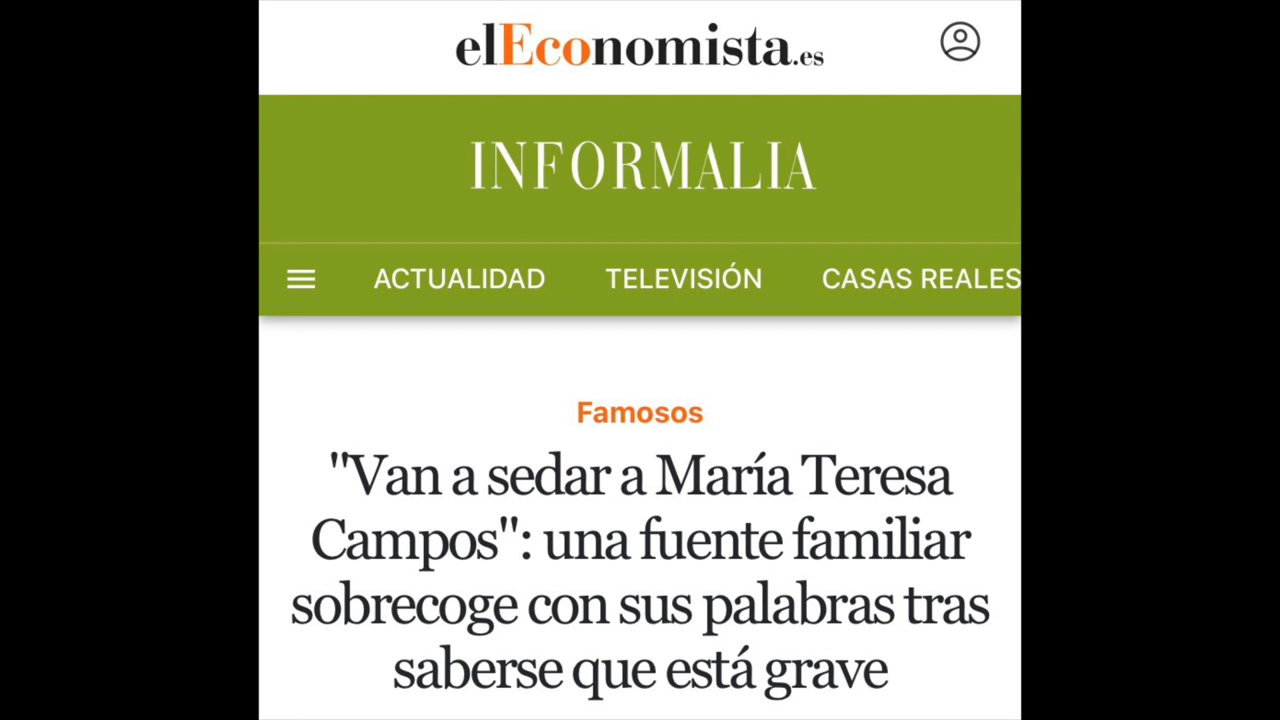 elEconomista.es
INFORMALIA
ACTUALIDAD TELEVISIÓN CASAS REALES
Famosos
"Van a sedar a María Teresa
Campos": una fuente familiar
sobrecoge con sus palabras tras
saberse que está grave